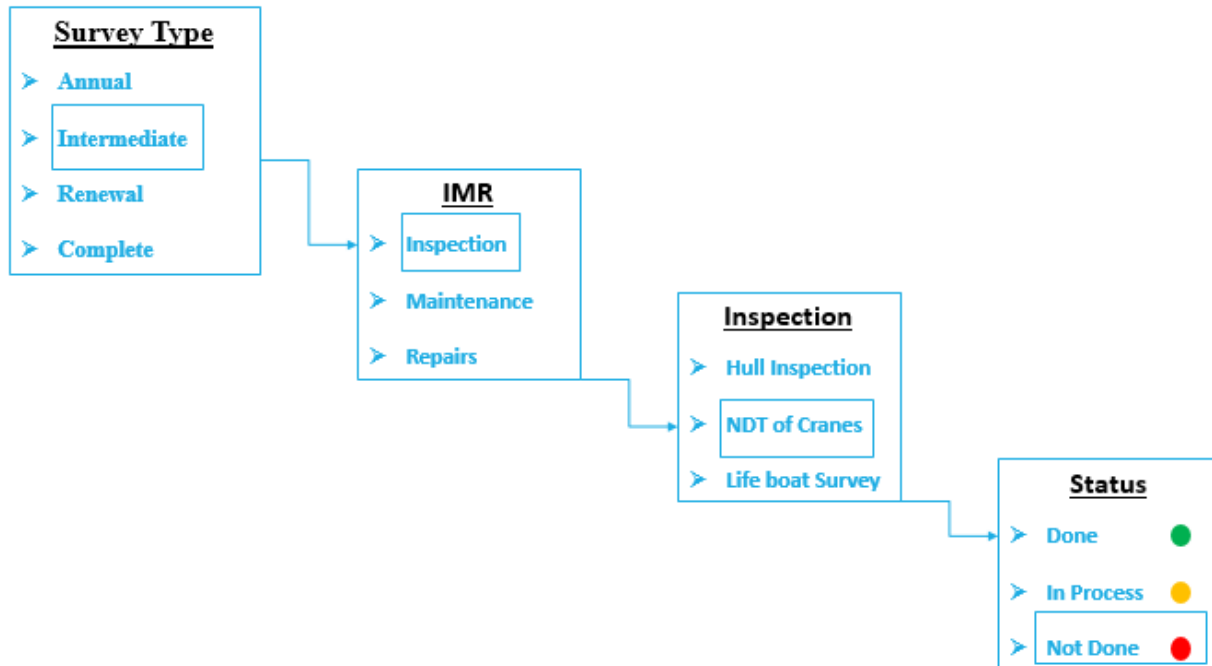 Survey Type
Annual
Intermediate
Renewal
Complete
IMR
Inspection
Maintenance
Repairs
Inspection
Hull Inspection
NDT of Cranes
Life boat Survey
Status
Done
In Process
Not Done